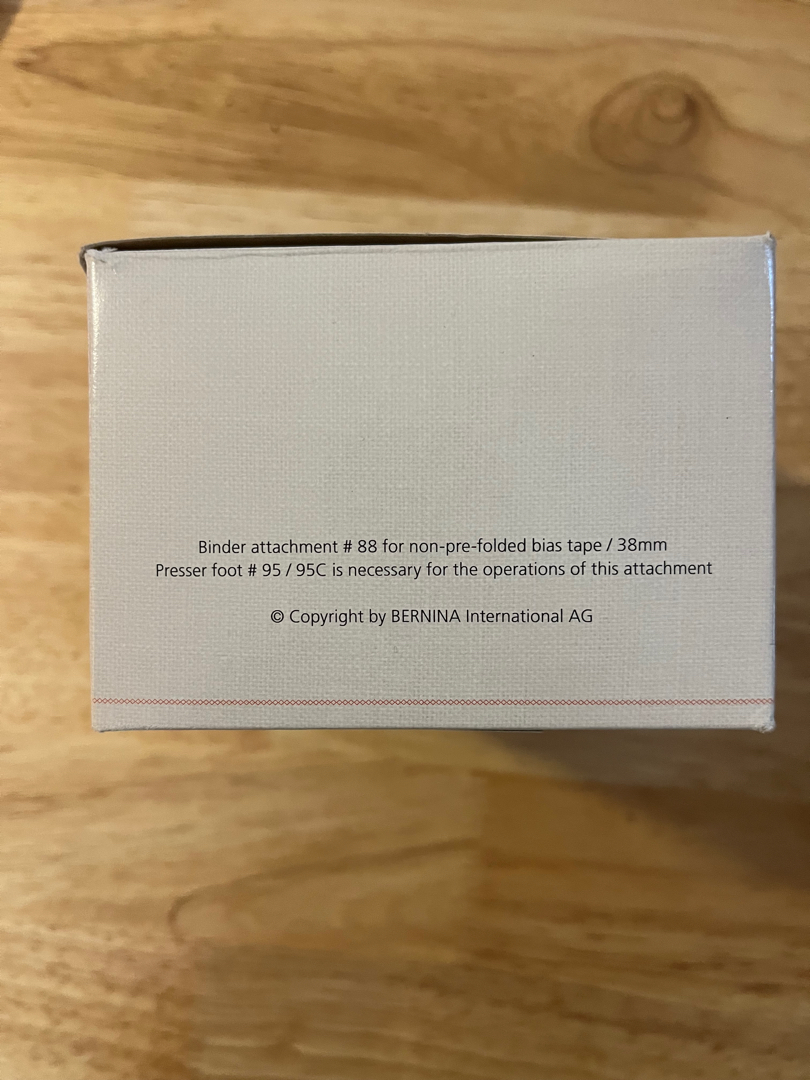 Binder attachment # 88 for non-pre-folded bias tape / 38mm
Presser foot # 95 / 95C is necessary for the operations of this attachment
© Copyright by BERNINA International AG